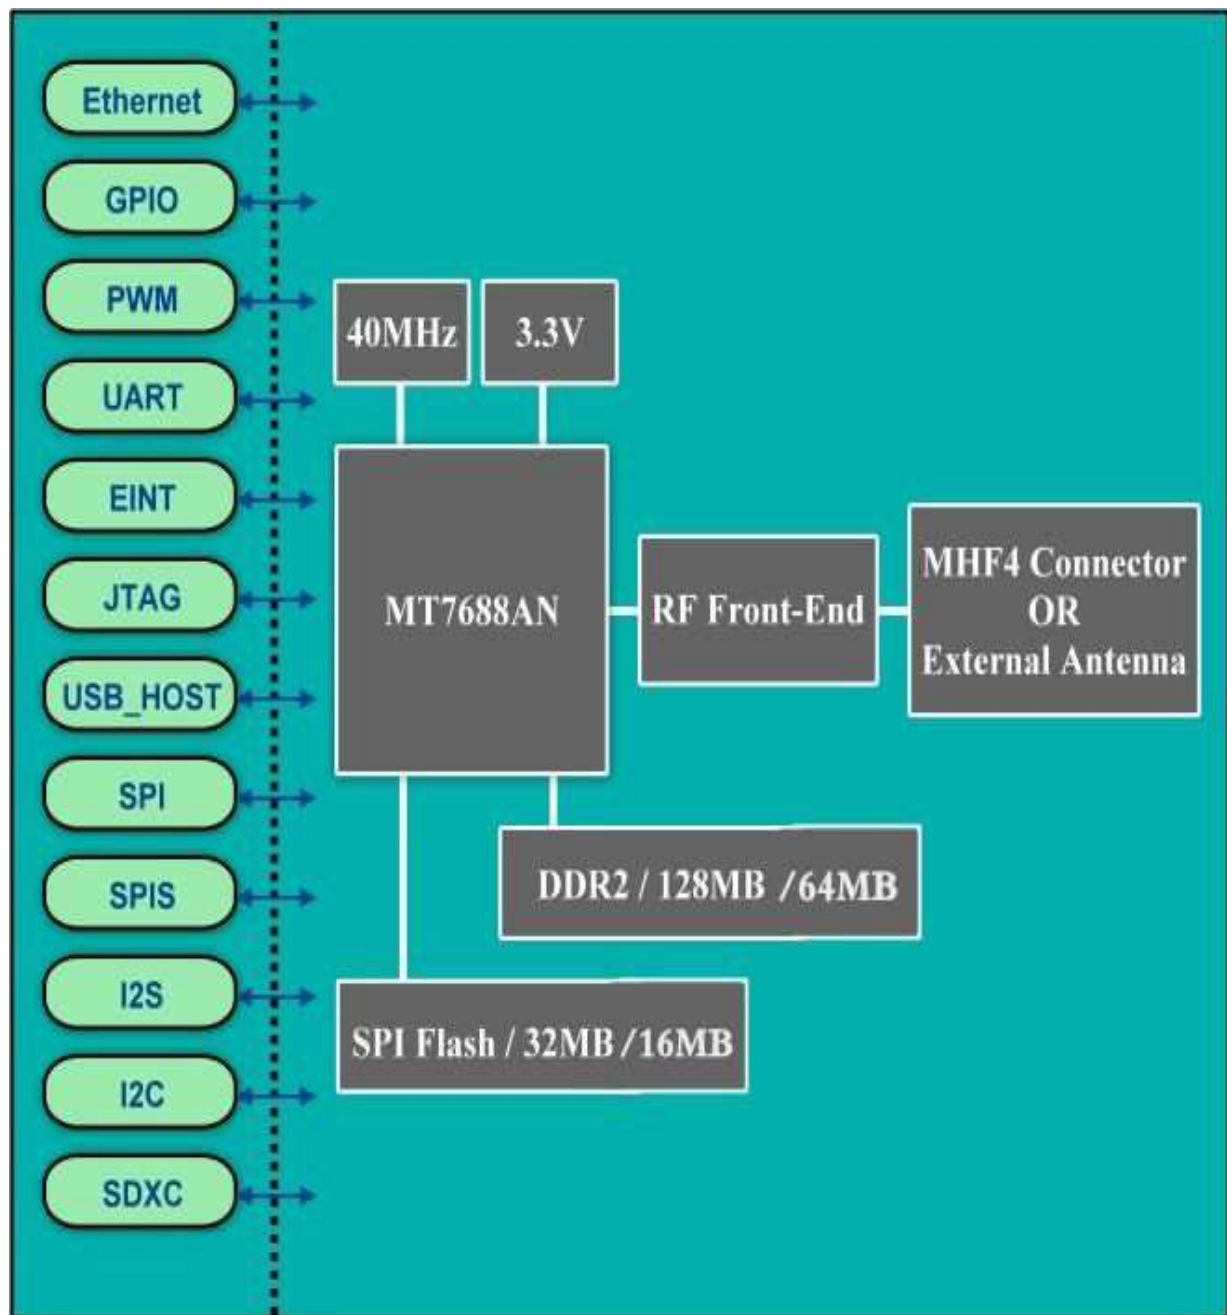 Ethernet
GPIO
PWM
UART
EINT
JTAG
USB_HOST
SPI
SPIS
I2S
I2C
SDXC
40MHz
3.3V
MT7688AN
RF Front-End
MHF4 Connector
OR
External Antenna
DDR2 / 128MB /64MB
SPI Flash / 32MB /16MB